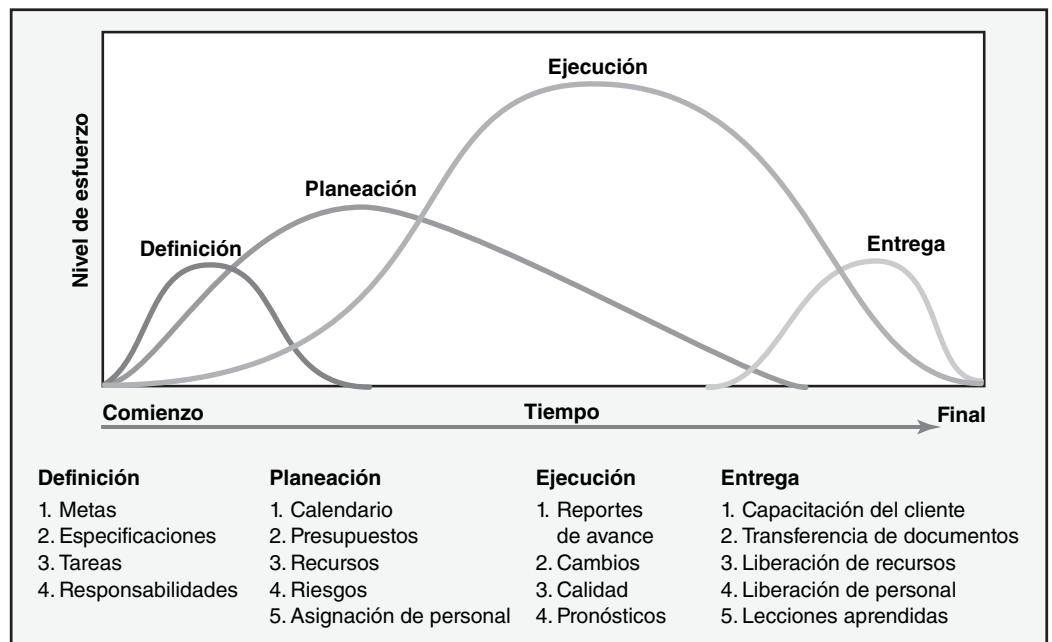 Nivel de esfuerzo
Ejecución
Planeación
Definición
Entrega
Comienzo
Tiempo
Final
Definición
1. Metas
2. Especificaciones
3. Tareas
4. Responsabilidades
Planeación
1. Calendario
2. Presupuestos
3. Recursos
4. Riesgos
5. Asignación de personal
Ejecución
1. Reportes
de avance
2. Cambios
3. Calidad
4. Pronósticos
Entrega
1. Capacitación del cliente
2. Transferencia de documentos
3. Liberación de recursos
4. Liberación de personal
5. Lecciones aprendidas